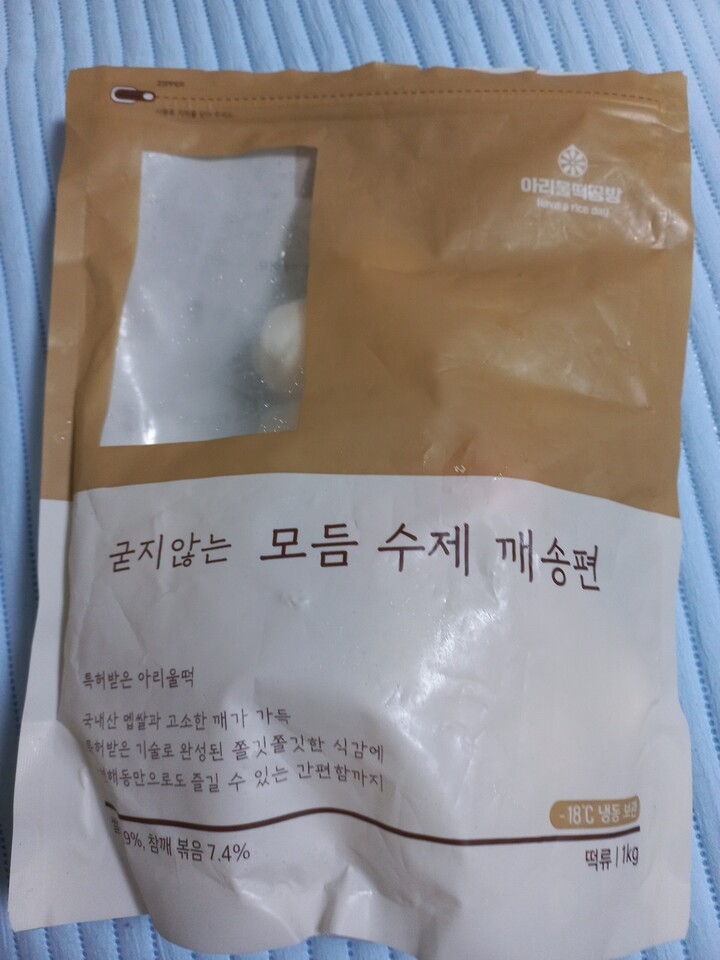 ZIPPER
아리울떡공방
Have a rice day
굳지않는 모듬 수제 깨송편
특허받은 아리울떡
국내산 멥쌀과 고소한 깨가 가득
특허받은 기술로 완성된 쫄깃쫄깃한 식감에
해동만으로도 즐길 수 있는 간편함까지
-18℃ 냉동 보관
9%, 참깨 볶음 7.4%
떡류 | 1kg